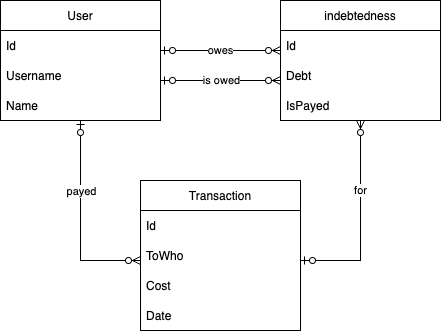 User
Id
Username
Name
indebtedness
Id
Debt
IsPayed
owes
is owed
payed
for
Transaction
Id
ToWho
Cost
Date